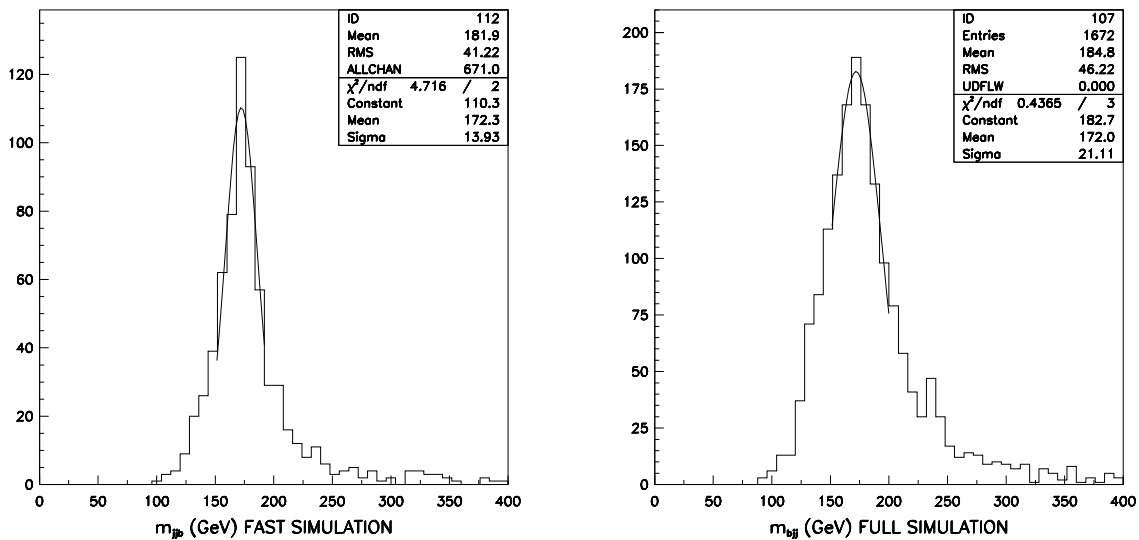 ID 112
Mean 181.9
RMS 41.22
ALLCHAN 671.0
χ²/ndf 4.716 / 2
Constant 110.3
Mean 172.3
Sigma 13.93
120
100
80
60
40
20
0
0 50 100 150 200 250 300 350 400
m_jjb (GeV) FAST SIMULATION
ID 107
Entries 1672
Mean 184.8
RMS 46.22
UDFLW 0.000
χ²/ndf 0.4365 / 3
Constant 182.7
Mean 172.0
Sigma 21.11
200
175
150
125
100
75
50
25
0
0 50 100 150 200 250 300 350 400
m_bjj (GeV) FULL SIMULATION